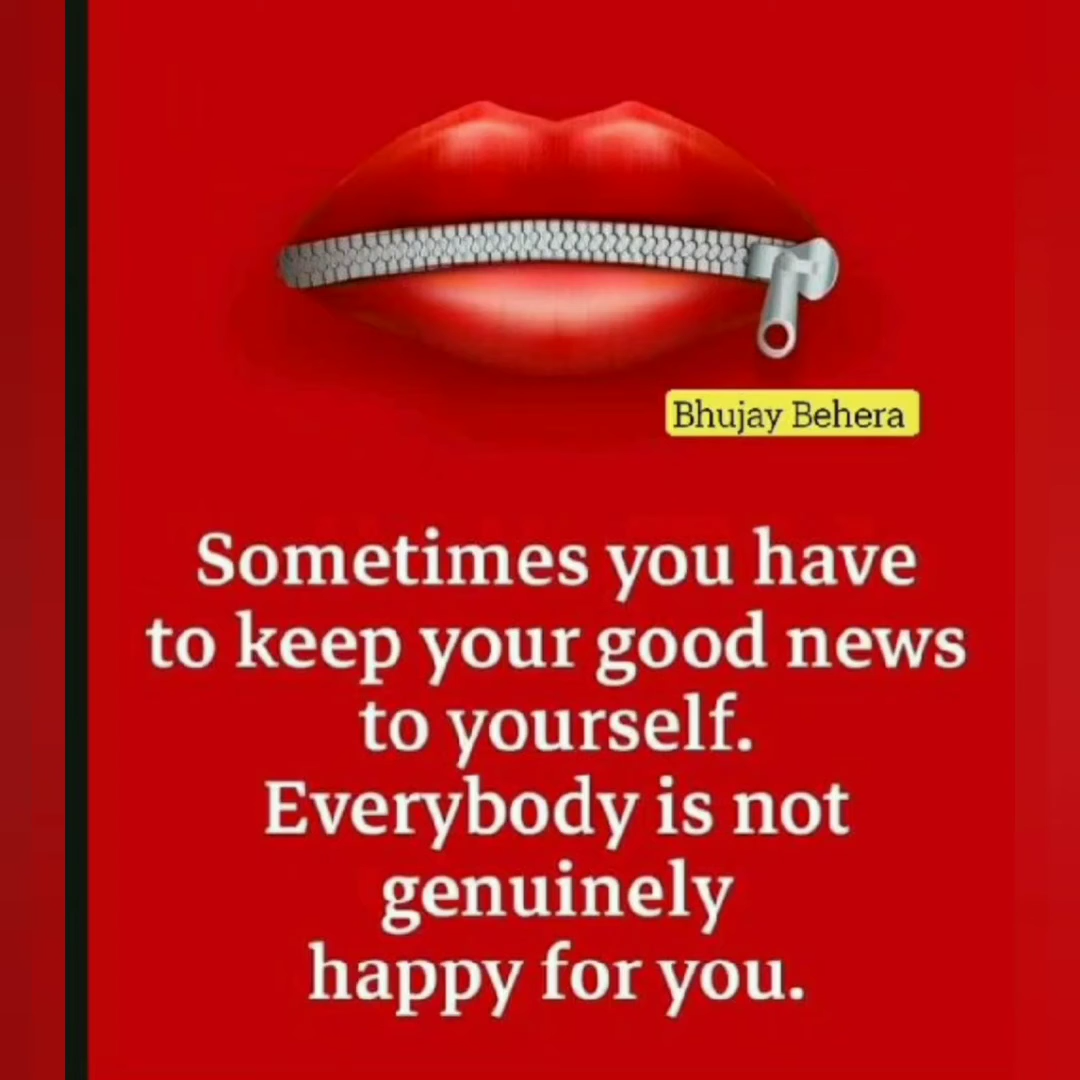 Bhujay Behera
Sometimes you have
to keep your good news
to yourself.
Everybody is not
genuinely
happy for you.